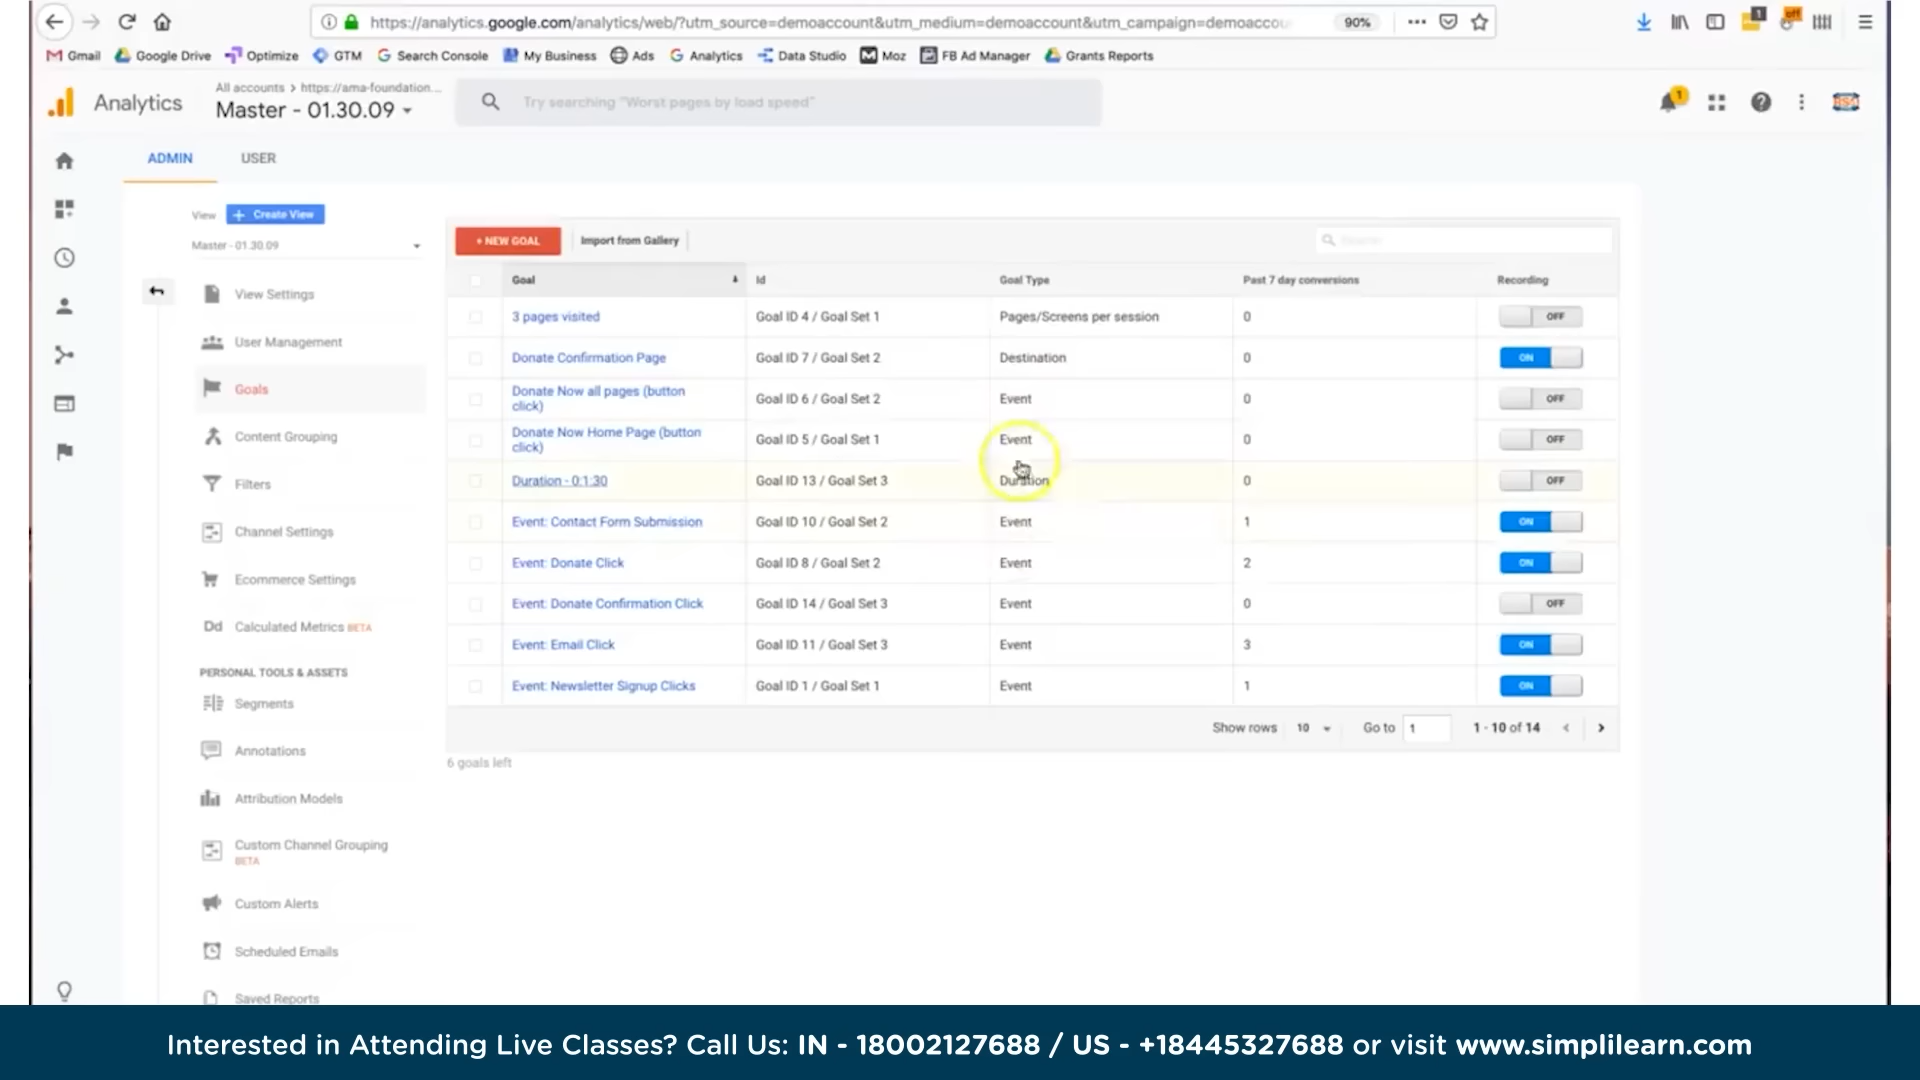 https://analytics.google.com/analytics/web/?utm_source=demoaccount&utm_medium=demoaccount&utm_campaign=demoaccou
90%
1
off
Gmail
Google Drive
Optimize
GTM
Search Console
My Business
Ads
Analytics
Data Studio
Moz
FB Ad Manager
Grants Reports
Analytics
All accounts > https://ama-foundation...
Master - 01.30.09
Try searching "Worst pages by load speed"
1
ADMIN
USER
View
+ Create View
Master - 01.30.09
View Settings
User Management
Goals
Content Grouping
Filters
Channel Settings
Ecommerce Settings
Dd Calculated Metrics BETA
PERSONAL TOOLS & ASSETS
Segments
Annotations
Attribution Models
Custom Channel Grouping
BETA
Custom Alerts
Scheduled Emails
Saved Reports
+ NEW GOAL
Import from Gallery
Search
Goal Id Goal Type Past 7 day conversions Recording
3 pages visited Goal ID 4 / Goal Set 1 Pages/Screens per session 0 OFF
Donate Confirmation Page Goal ID 7 / Goal Set 2 Destination 0 ON
Donate Now all pages (button
click) Goal ID 6 / Goal Set 2 Event 0 OFF
Donate Now Home Page (button
click) Goal ID 5 / Goal Set 1 Event 0 OFF
Duration - 0:1:30 Goal ID 13 / Goal Set 3 Duration 0 OFF
Event: Contact Form Submission Goal ID 10 / Goal Set 2 Event 1 ON
Event: Donate Click Goal ID 8 / Goal Set 2 Event 2 ON
Event: Donate Confirmation Click Goal ID 14 / Goal Set 3 Event 0 OFF
Event: Email Click Goal ID 11 / Goal Set 3 Event 3 ON
Event: Newsletter Signup Clicks Goal ID 1 / Goal Set 1 Event 1 ON
Show rows 10 Go to 1 1 - 10 of 14
6 goals left
Interested in Attending Live Classes? Call Us: IN - 18002127688 / US - +18445327688 or visit www.simplilearn.com